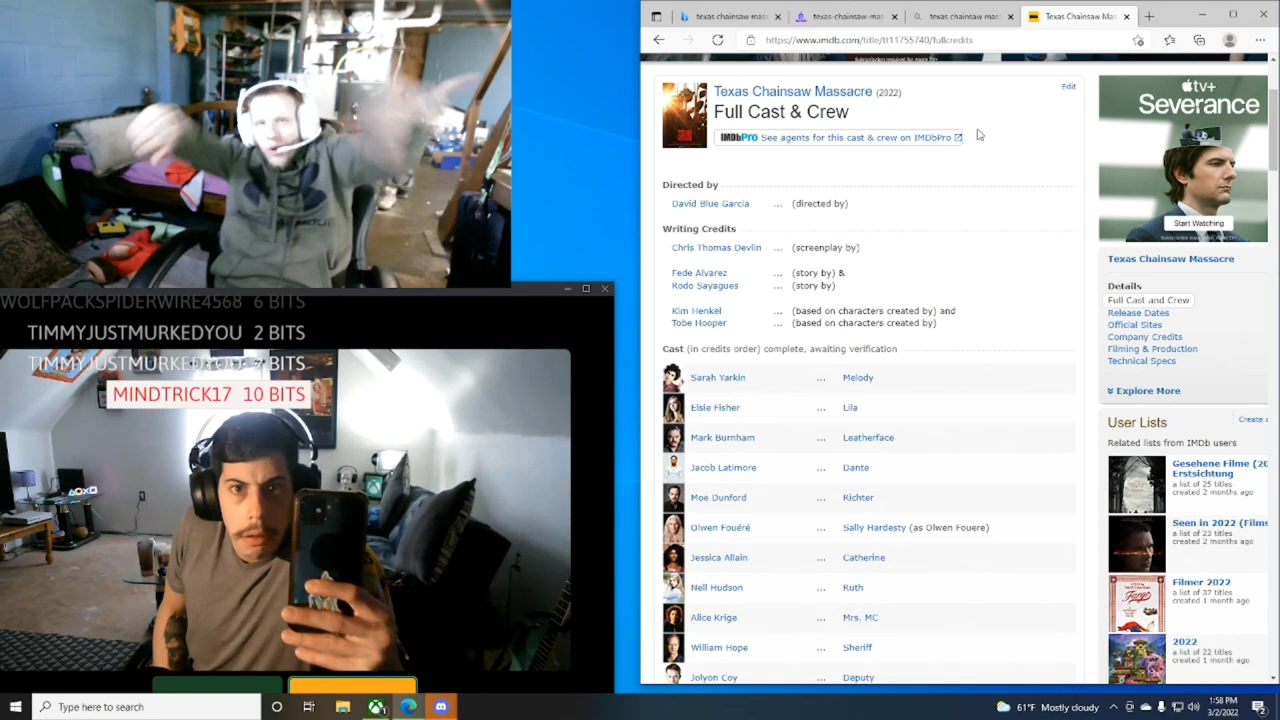 texas chainsaw mas
texas-chainsaw-mas
texas chainsaw mass
Texas Chainsaw Mas
https://www.imdb.com/title/tt11755740/fullcredits
Texas Chainsaw Massacre (2022)
Edit
Full Cast & Crew
IMDbPro See agents for this cast & crew on IMDbPro
Directed by
David Blue Garcia ... (directed by)
Writing Credits
Chris Thomas Devlin ... (screenplay by)
Fede Alvarez ... (story by) &
Rodo Sayagues ... (story by)
Kim Henkel ... (based on characters created by) and
Tobe Hooper ... (based on characters created by)
Cast (in credits order) complete, awaiting verification
Sarah Yarkin ... Melody
Elsie Fisher ... Lila
Mark Burnham ... Leatherface
Jacob Latimore ... Dante
Moe Dunford ... Richter
Olwen Fouéré ... Sally Hardesty (as Olwen Fouere)
Jessica Allain ... Catherine
Nell Hudson ... Ruth
Alice Krige ... Mrs. MC
William Hope ... Sheriff
Jolyon Coy ... Deputy
tv+
Severance
Start Watching
Texas Chainsaw Massacre
Details
Full Cast and Crew
Release Dates
Official Sites
Company Credits
Filming & Production
Technical Specs
Explore More
User Lists
Create a
Related lists from IMDb users
Gesehene Filme (20
Erstsichtung
a list of 25 titles
created 2 months ago
Seen in 2022 (Films
a list of 23 titles
created 2 months ago
Filmer 2022
a list of 37 titles
created 1 month ago
2022
a list of 22 titles
created 1 month ago
WOLFPACKSPIDERWIRE4568 6 BITS
TIMMYJUSTMURKEDYOU 2 BITS
TIMMYJUSTMURKEDYOU BITS
MINDTRICK17 10 BITS
Type here to search
61°F Mostly cloudy
1:58 PM
3/2/2022
2